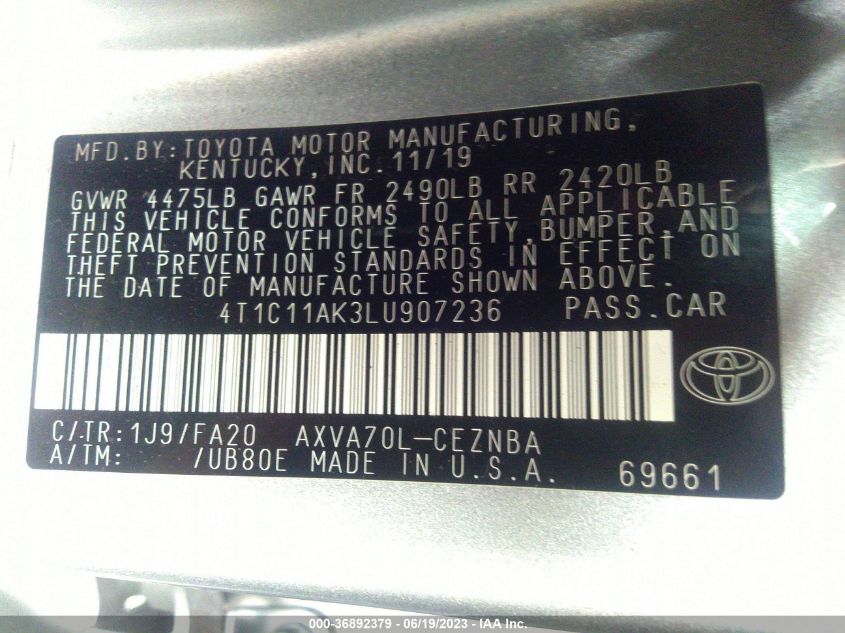 MFD.BY:TOYOTA MOTOR MANUFACTURING,
KENTUCKY,INC.11/19
GVWR 4475LB GAWR FR 2490LB RR 2420LB
THIS VEHICLE CONFORMS TO ALL APPLICABLE
FEDERAL MOTOR VEHICLE SAFETY,BUMPER,AND
THEFT PREVENTION STANDARDS IN EFFECT ON
THE DATE OF MANUFACTURE SHOWN ABOVE.
4T1C11AK3LU907236 PASS.CAR
C/TR:1J9/FA20 AXVA70L-CEZNBA
A/TM: /UB80E MADE IN U.S.A. 69661
000-36892379 - 06/19/2023 - IAA Inc.